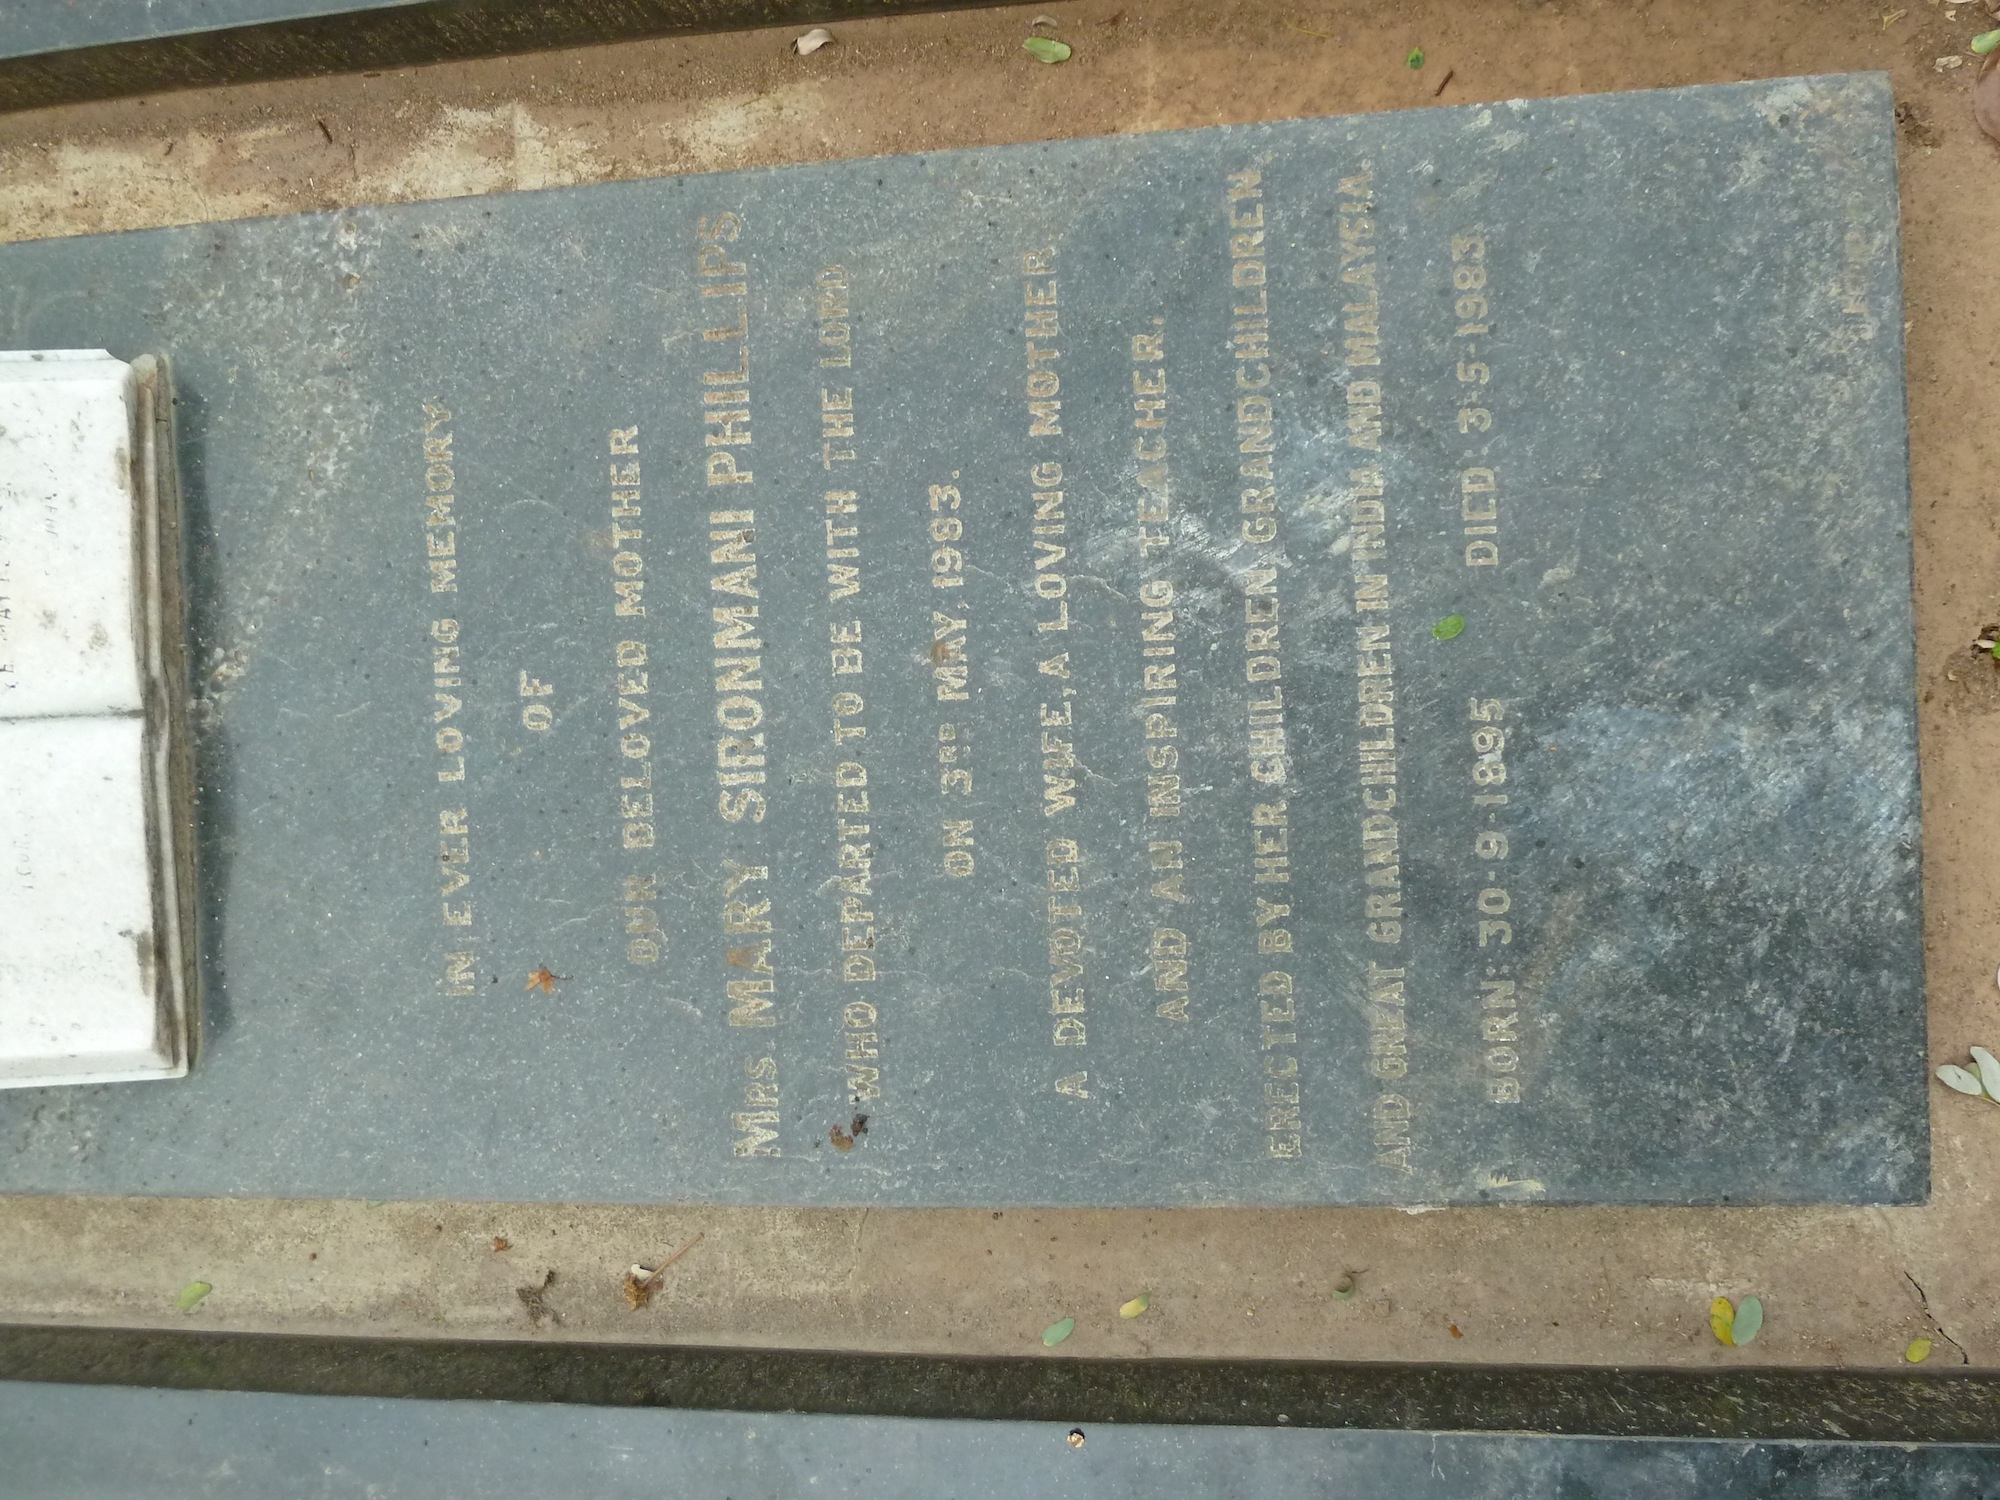 IN EVER LOVING MEMORY
OF
OUR BELOVED MOTHER
MRS. MARY SIRONMANI PHILLIPS
WHO DEPARTED TO BE WITH THE LORD
ON 3RD MAY, 1983.
A DEVOTED WIFE, A LOVING MOTHER
AND AN INSPIRING TEACHER.
ERECTED BY HER CHILDREN, GRANDCHILDREN
AND GREAT GRANDCHILDREN IN INDIA AND MALAYSIA.
BORN: 30-9-1895 DIED: 3-5-1983